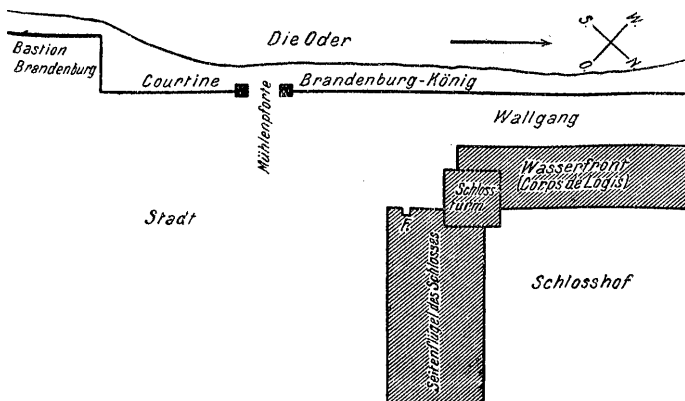 Die Oder
S.
W.
O.
N.
Bastion
Brandenburg
Courtine
Brandenburg-König
Mühlenpforte
Wallgang
Wasserfront
(Corps de Logis)
Schloss
turm
Stadt
F.
Seitenflügel des Schlosses
Schlosshof